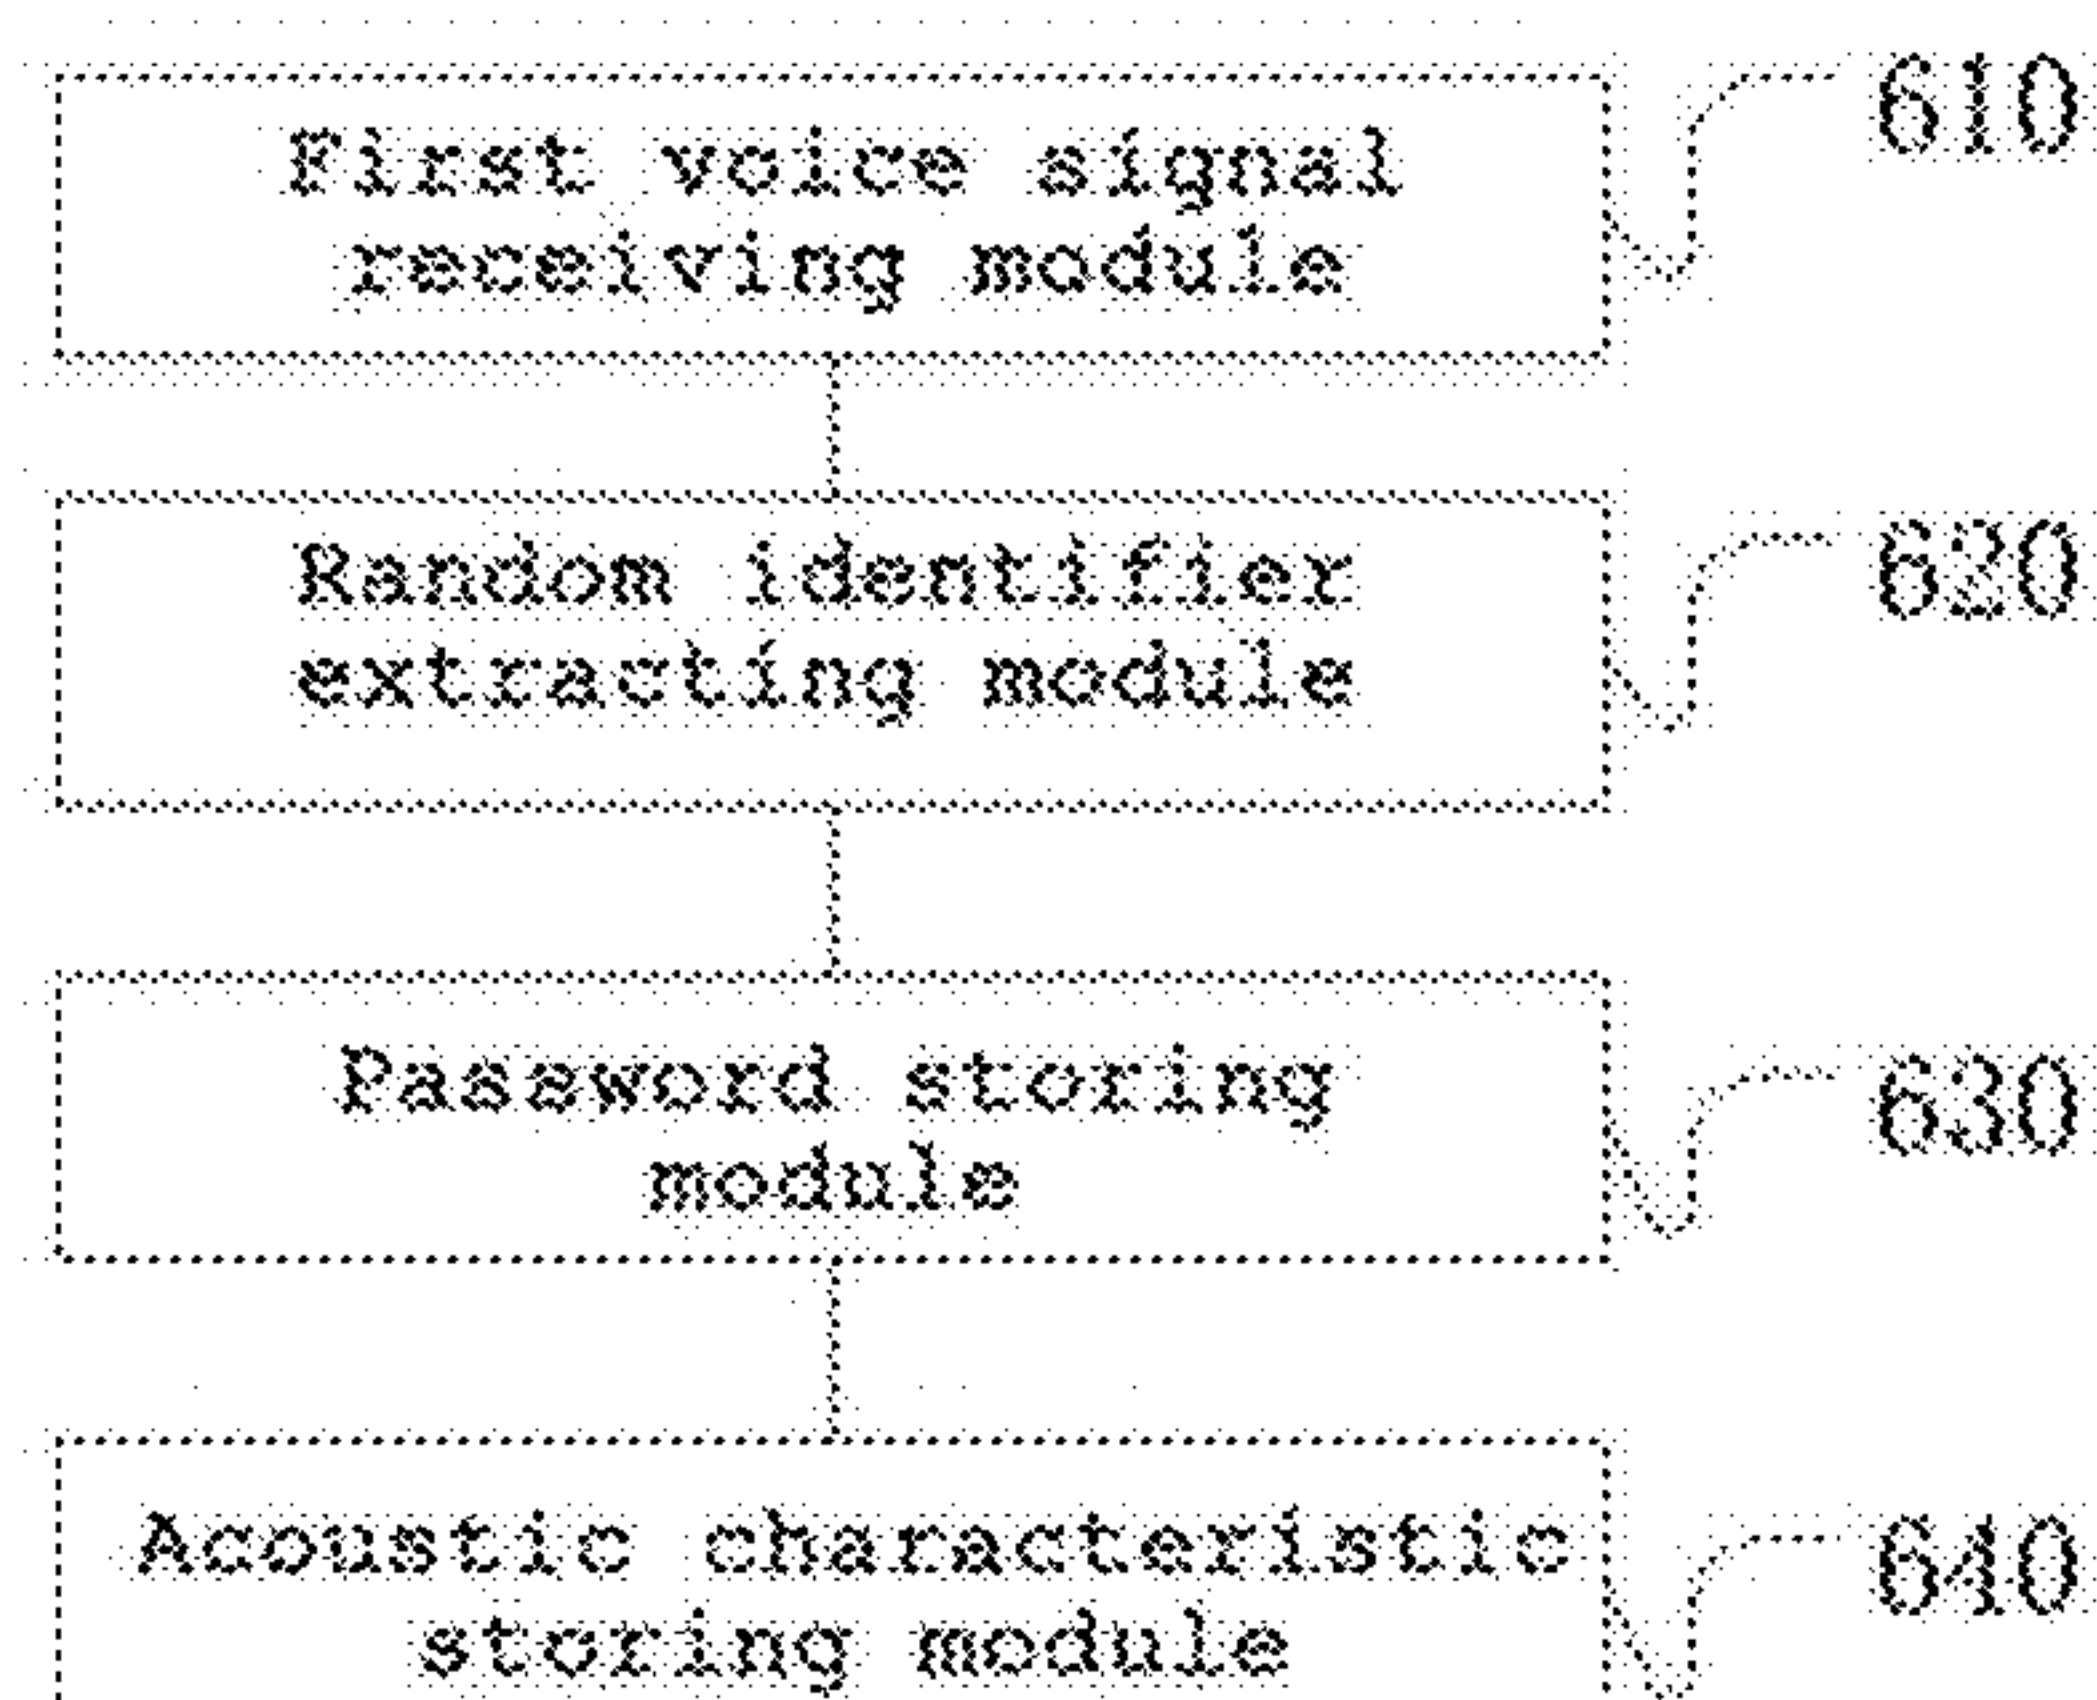 First voice signal
receiving module
610
Random identifier
extracting module
620
Password storing
module
630
Acoustic characteristic
storing module
640